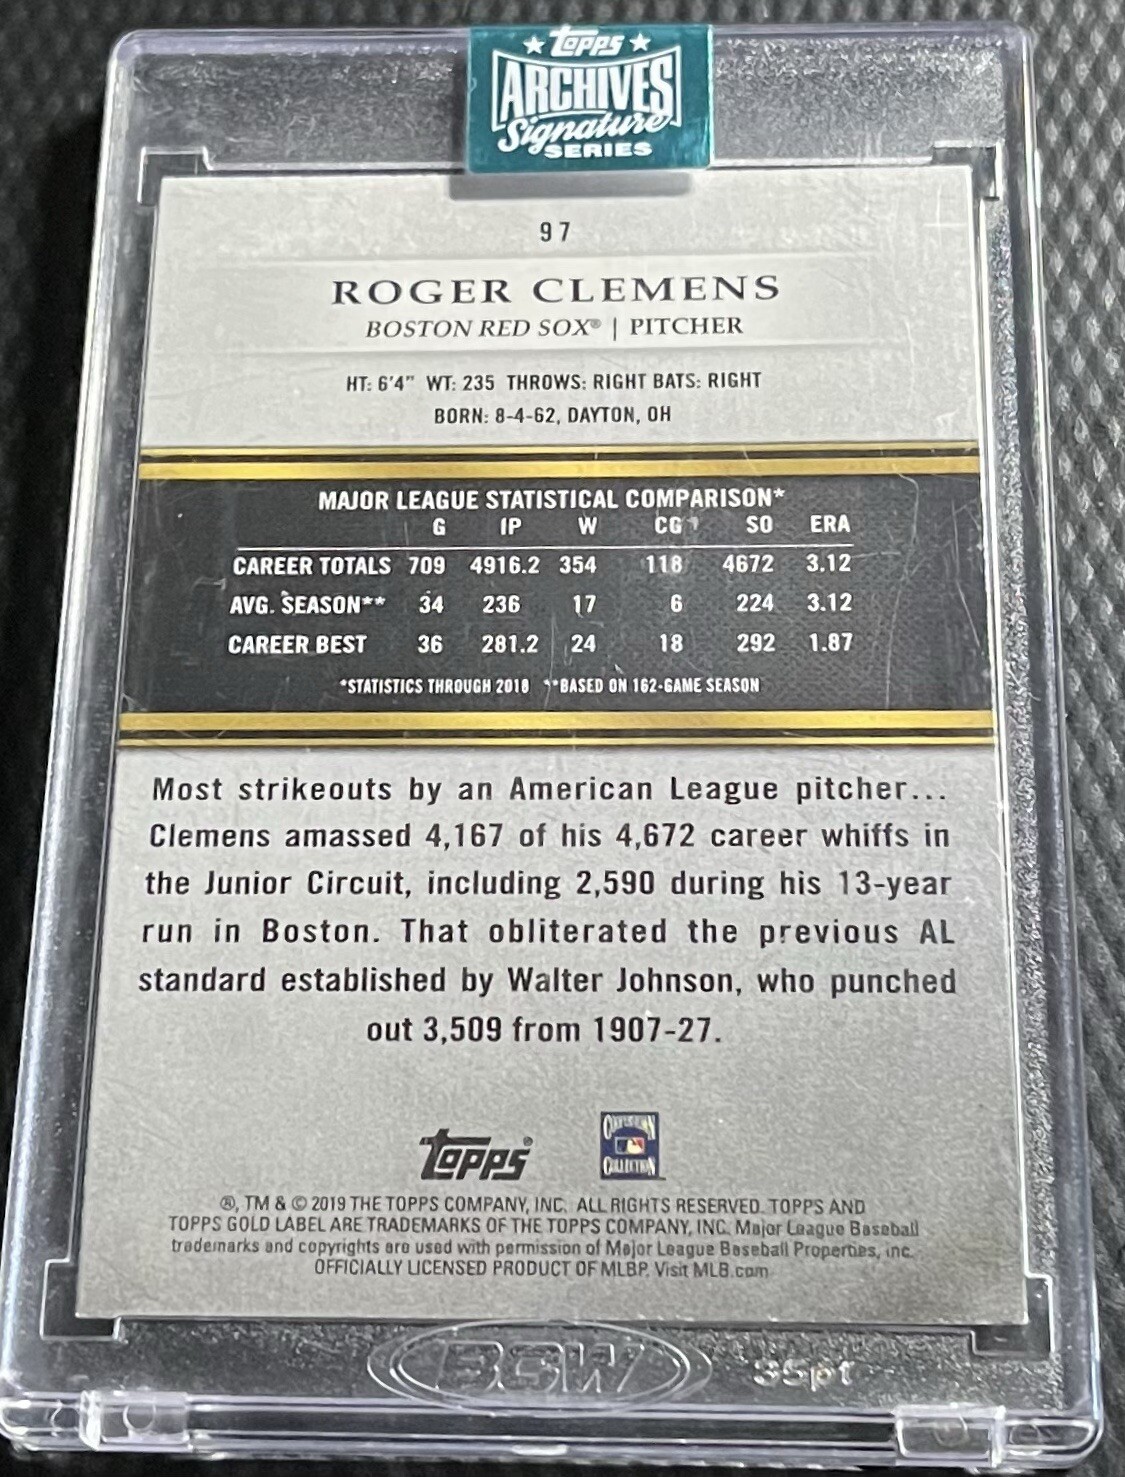 Topps
ARCHIVES
Signature
SERIES
97
ROGER CLEMENS
BOSTON RED SOX® | PITCHER
HT: 6'4" WT: 235 THROWS: RIGHT BATS: RIGHT
BORN: 8-4-62, DAYTON, OH
MAJOR LEAGUE STATISTICAL COMPARISON*
G IP W CG SO ERA
CAREER TOTALS 709 4916.2 354 118 4672 3.12
AVG. SEASON** 34 236 17 6 224 3.12
CAREER BEST 36 281.2 24 18 292 1.87
*STATISTICS THROUGH 2018 **BASED ON 162-GAME SEASON
Most strikeouts by an American League pitcher...
Clemens amassed 4,167 of his 4,672 career whiffs in
the Junior Circuit, including 2,590 during his 13-year
run in Boston. That obliterated the previous AL
standard established by Walter Johnson, who punched
out 3,509 from 1907-27.
Topps®
COOPERSTOWN
COLLECTION
®, TM & © 2019 THE TOPPS COMPANY, INC. ALL RIGHTS RESERVED. TOPPS AND
TOPPS GOLD LABEL ARE TRADEMARKS OF THE TOPPS COMPANY, INC. Major League Baseball
trademarks and copyrights are used with permission of Major League Baseball Properties, Inc.
OFFICIALLY LICENSED PRODUCT OF MLBP. Visit MLB.com
BCW
35pt